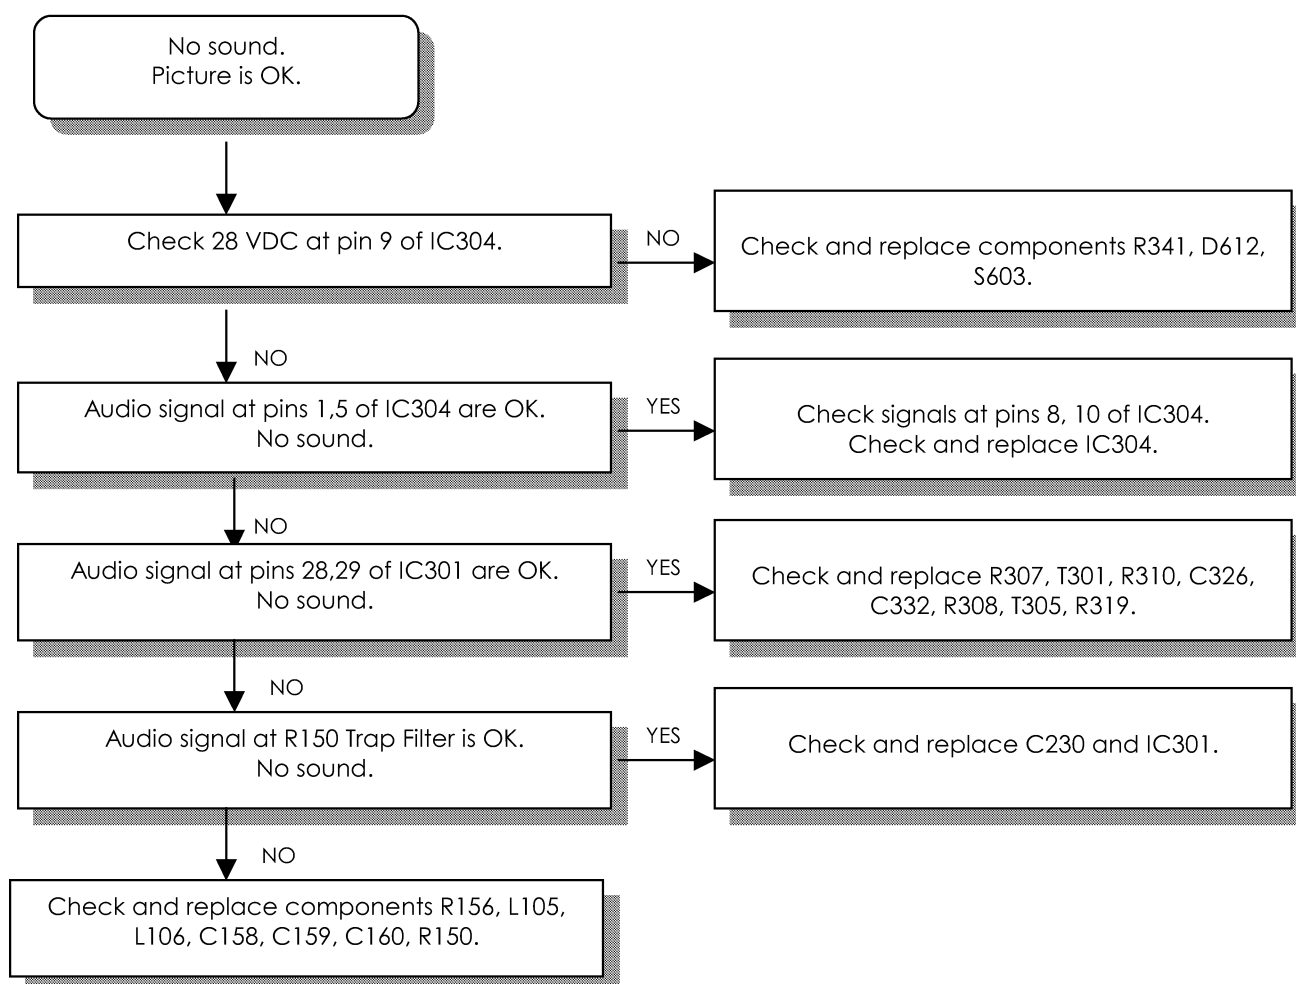 No sound.
Picture is OK.
Check 28 VDC at pin 9 of IC304.
NO
Check and replace components R341, D612,
S603.
NO
Audio signal at pins 1,5 of IC304 are OK.
No sound.
YES
Check signals at pins 8, 10 of IC304.
Check and replace IC304.
NO
Audio signal at pins 28,29 of IC301 are OK.
No sound.
YES
Check and replace R307, T301, R310, C326,
C332, R308, T305, R319.
NO
Audio signal at R150 Trap Filter is OK.
No sound.
YES
Check and replace C230 and IC301.
NO
Check and replace components R156, L105,
L106, C158, C159, C160, R150.